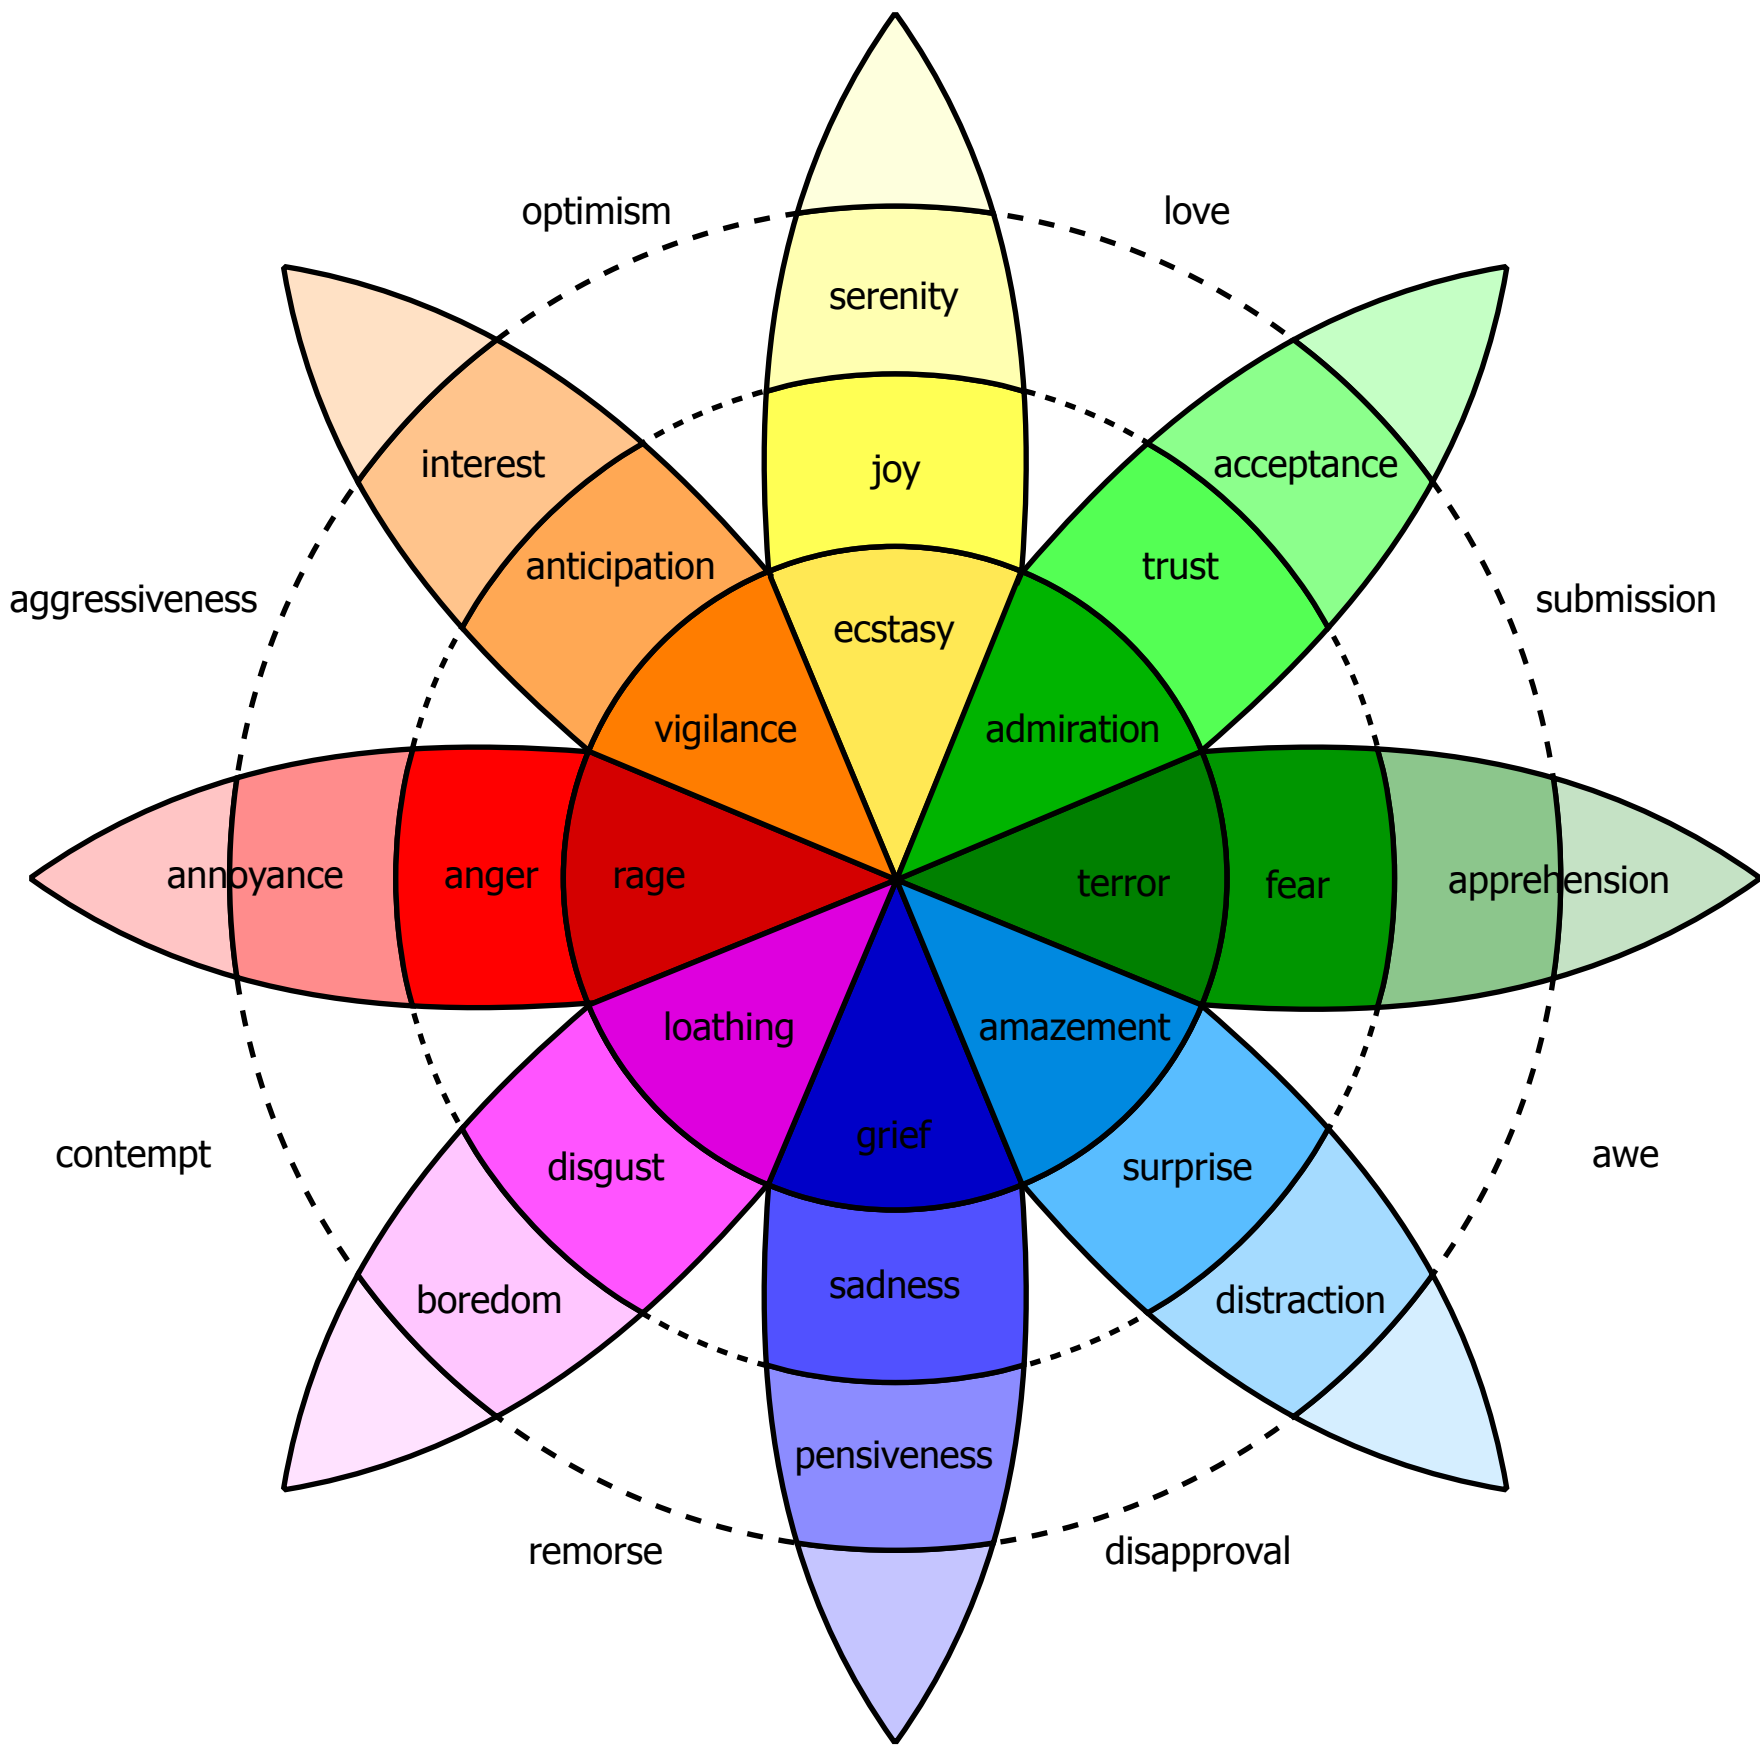 optimism
love
serenity
interest
acceptance
joy
anticipation
trust
aggressiveness
submission
ecstasy
vigilance
admiration
annoyance
anger
rage
terror
fear
apprehension
loathing
amazement
grief
contempt
awe
disgust
surprise
sadness
boredom
distraction
pensiveness
remorse
disapproval